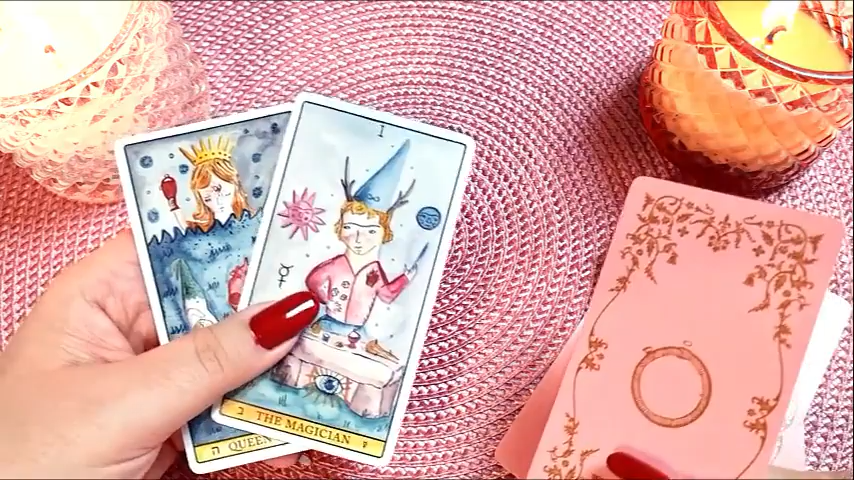 I
ב THE MAGICIAN ך
ה QUEEN